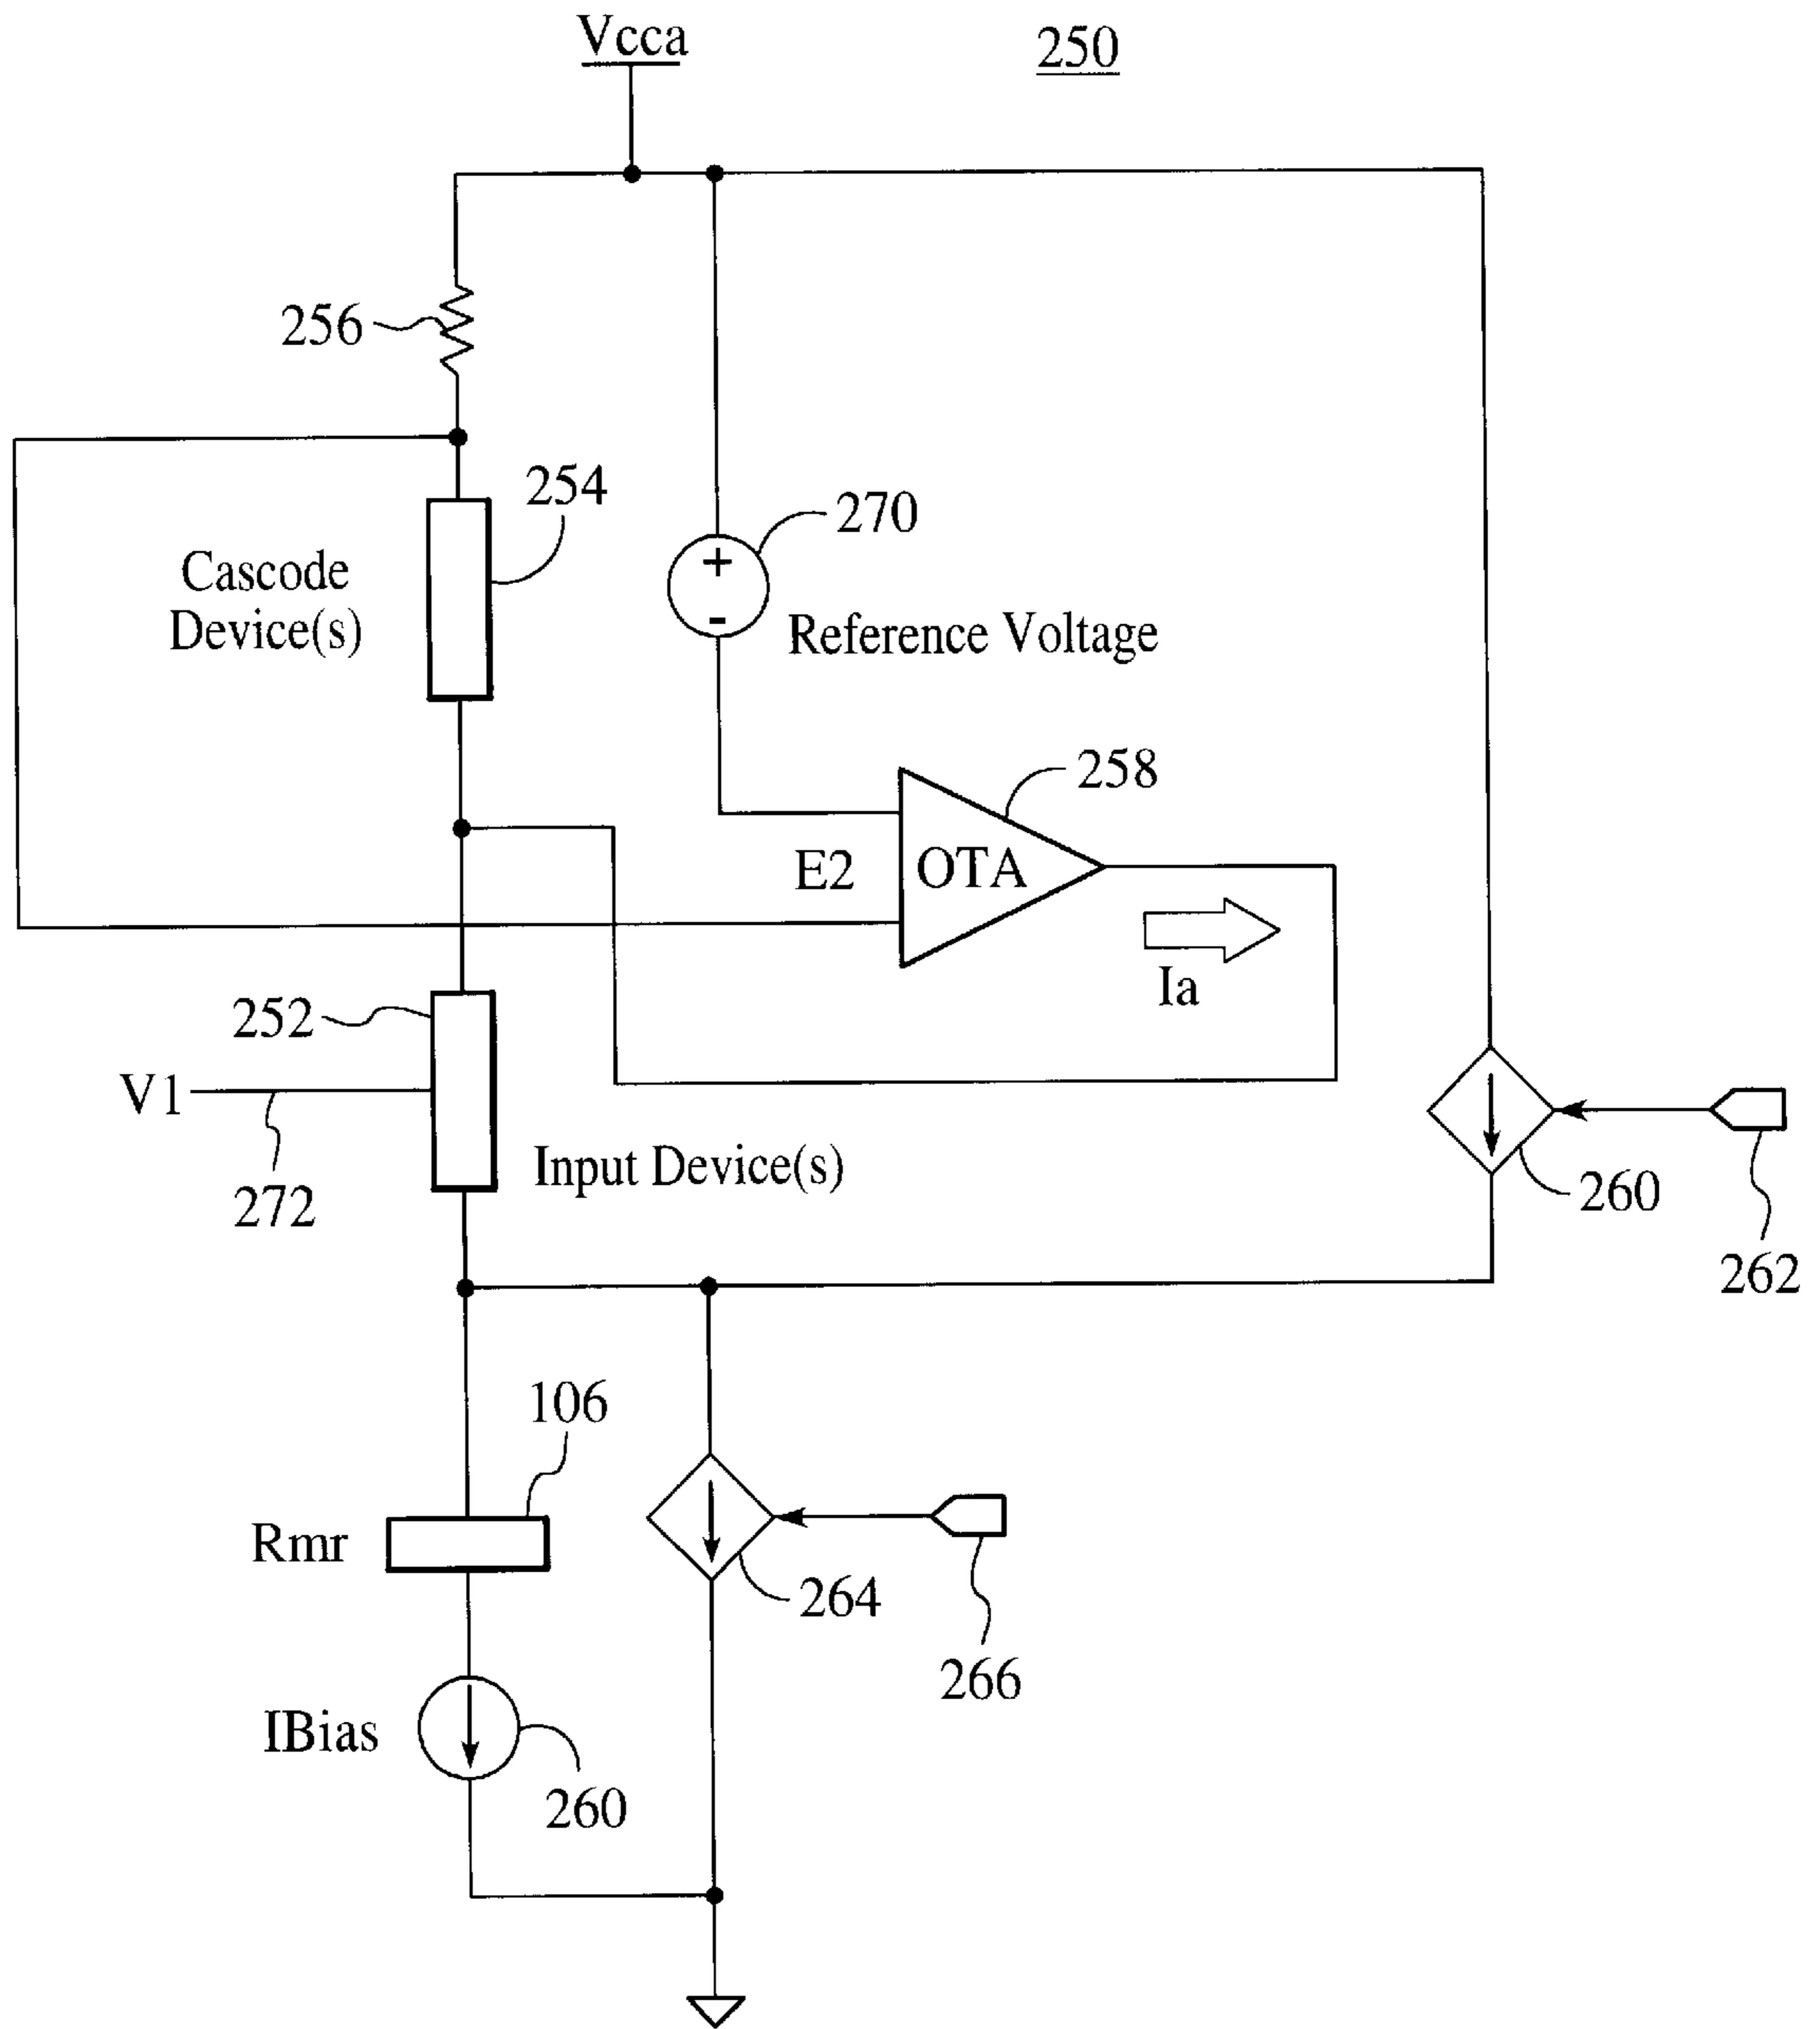 Vcca
250
256
254
Cascode
Device(s)
270
+
-
Reference Voltage
258
E2
OTA
Ia
252
V1
272
Input Device(s)
260
262
106
Rmr
264
266
IBias
260